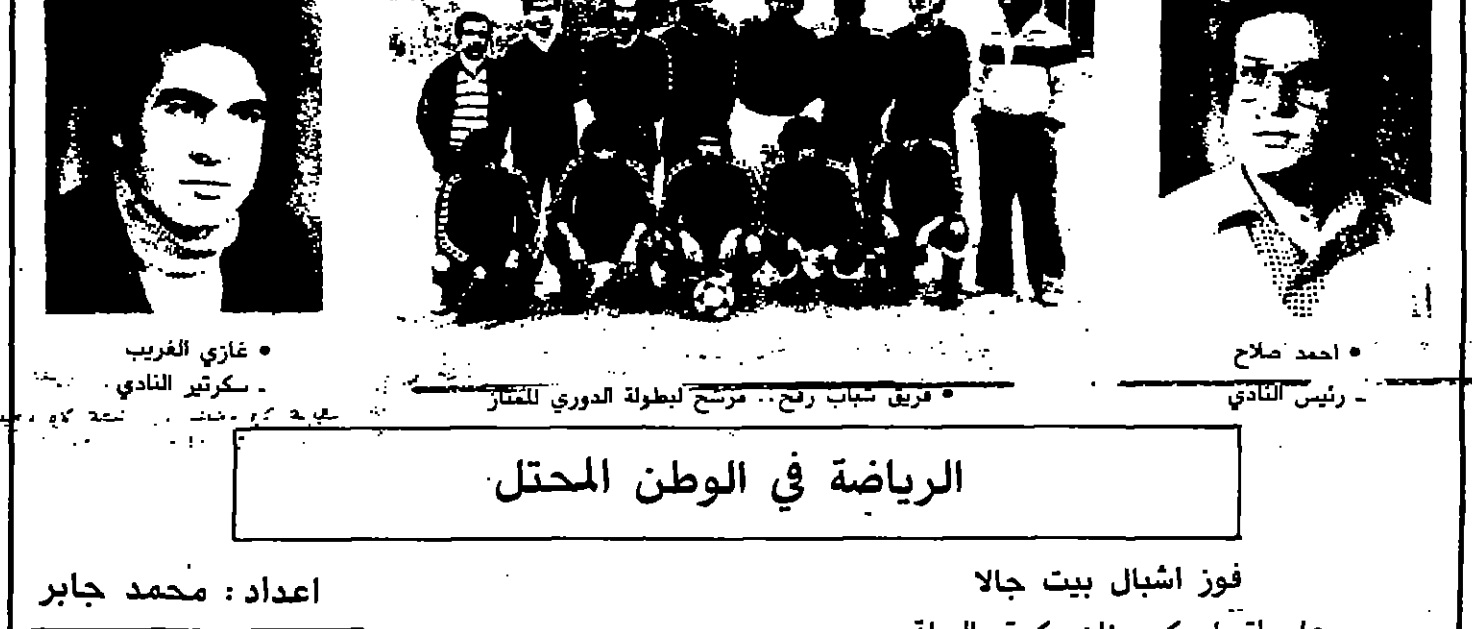 • احمد صلاح
ـ رئيس النادي
• فريق شباب رفح.. مرشح لبطولة الدوري الممتاز
• غازي الغريب
ـ سكرتير النادي
الرياضة في الوطن المحتل
فوز اشبال بيت جالا
اعداد : محمد جابر